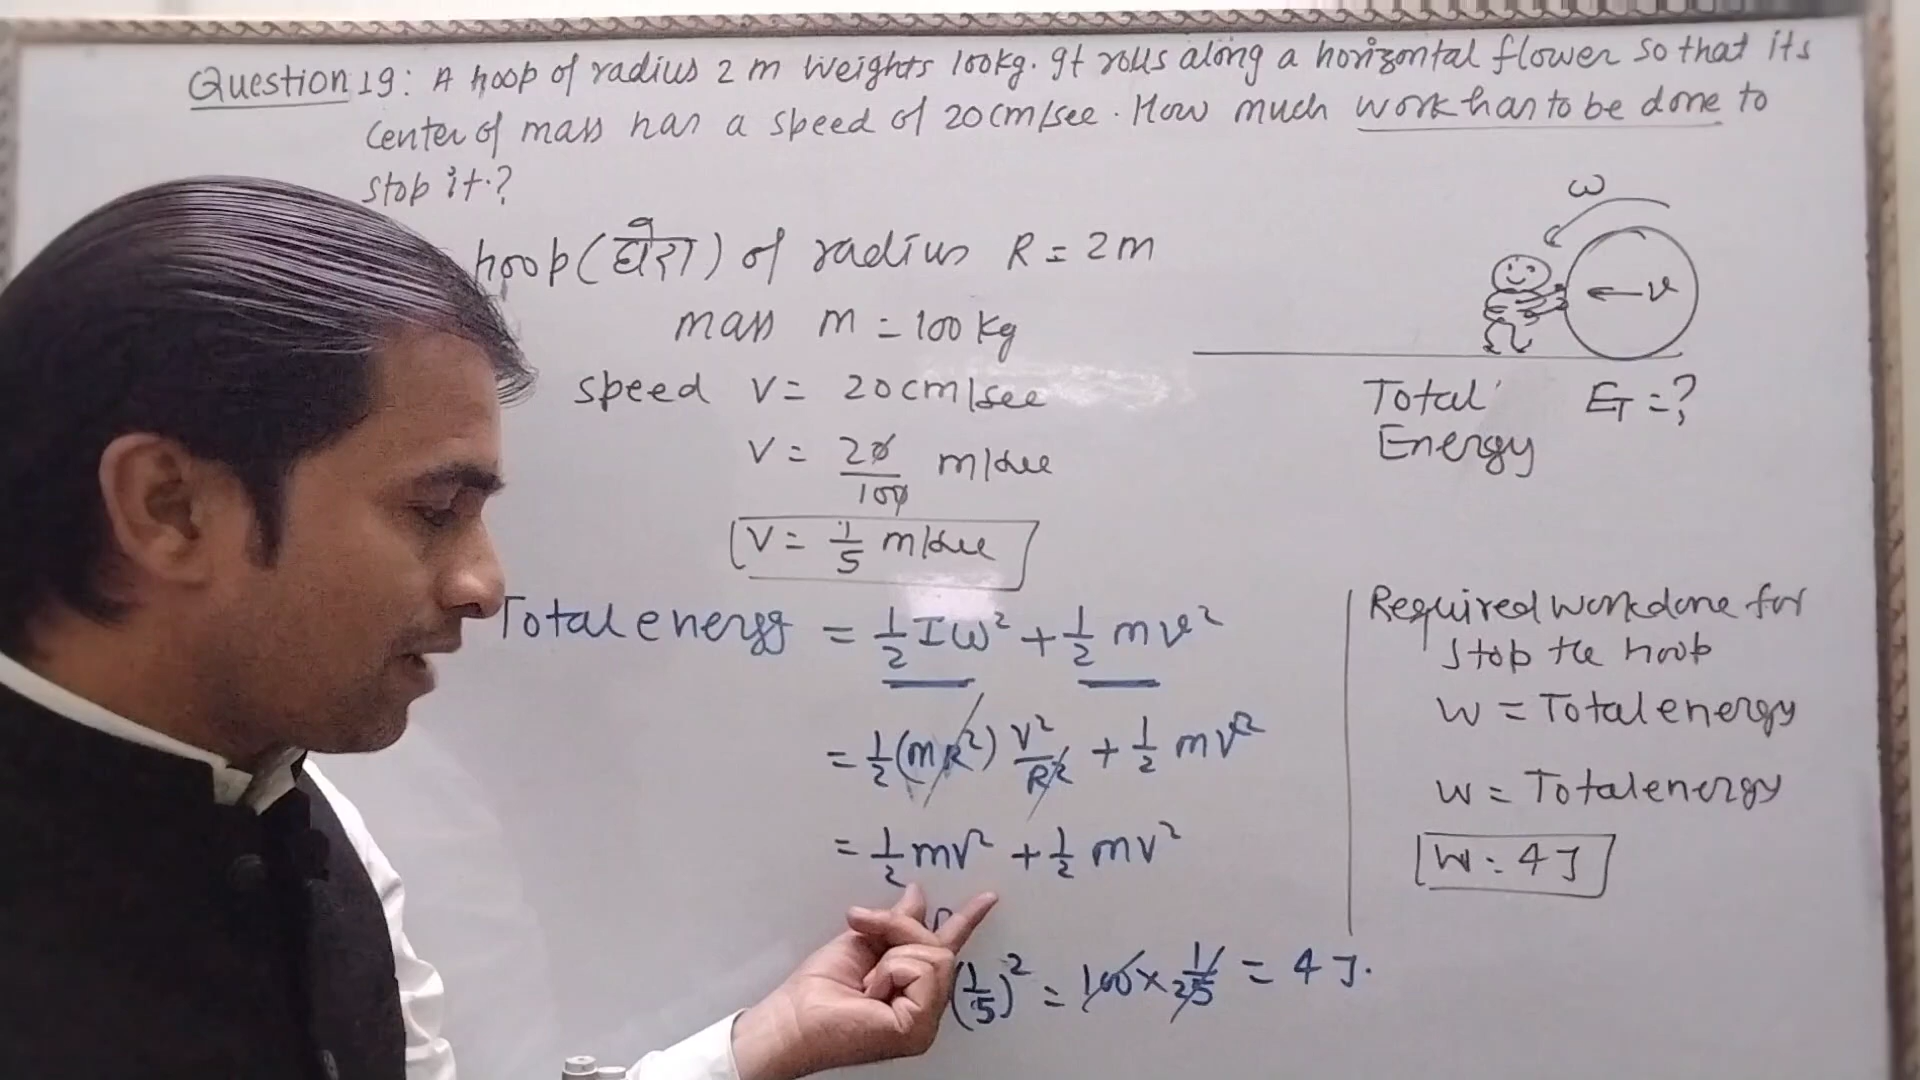 Question 19: A hoop of radius 2 m weights 100kg. It rolls along a horizontal flower so that its
center of mass has a speed of 20cm/sec. How much work has to be done to
stop it.?
hoop (घेरा) of radius R = 2m
mass m = 100 kg
speed V = 20cm/sec
V = 20/100 m/sec
V = 1/5 m/sec
ω
v
Total Energy E_T = ?
Total energy = 1/2 Iω² + 1/2 mv²
= 1/2 (mR²) V²/R² + 1/2 mv²
= 1/2 mv² + 1/2 mv²
(1/5)² = 100 × 1/25 = 4 J.
Required workdone for
stop the hoop
W = Total energy
W = Total energy
W = 4 J